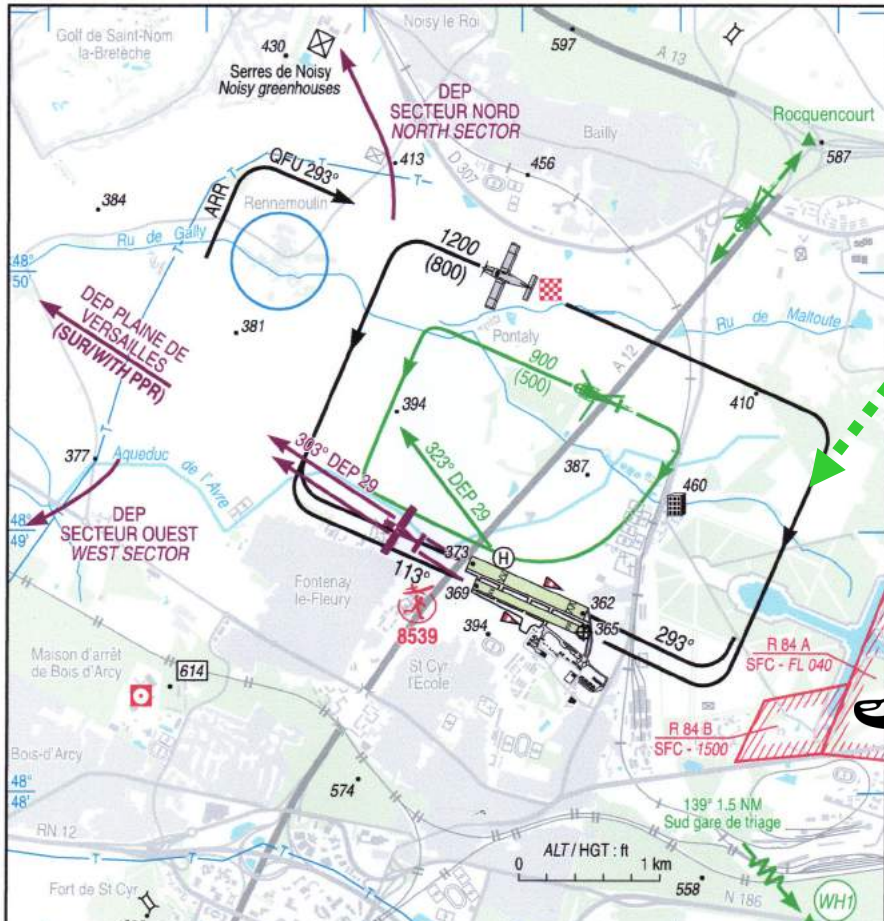 Golf de Saint-Nom
la-Bretèche
430
Serres de Noisy
Noisy greenhouses
Noisy le Roi
597
A 13
DEP
SECTEUR NORD
NORTH SECTOR
Rocquencourt
587
Bailly
QFU 293°
ARR
413
D 307
456
384
Rennemoulin
Ru de Gally
48°
50'
1200
(800)
DEP PLAINE DE
VERSAILLES
(SUR/WITH PPR)
381
Ru de Maltoute
Pontaly
A 12
900
(500)
394
410
303° DEP 29
323° DEP 29
387
460
377
Aqueduc de l'Avre
48°
49'
DEP
SECTEUR OUEST
WEST SECTOR
373
H
113°
369
362
365
293°
Fontenay
le-Fleury
8539
394
St Cyr
l'Ecole
R 84 A
SFC - FL 040
R 84 B
SFC - 1500
Maison d'arrêt
de Bois d'Arcy
614
Bois-d'Arcy
574
48°
48'
139° 1.5 NM
Sud gare de triage
RN 12
ALT / HGT : ft
0 1 km
558
N 186
WH1
Fort de St Cyr